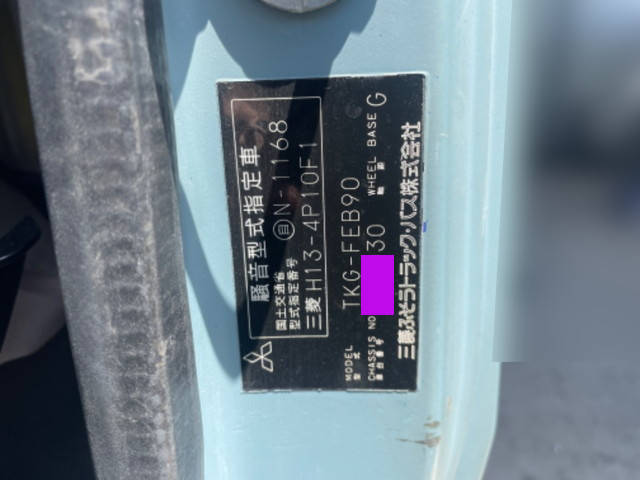 騒音型式指定車
国土交通省
型式指定番号 自N-1168
三菱 H13-4P10F1
MODEL
型式 TKG-FEB90
CHASSIS NO 30 WHEEL BASE G
車台番号 軸距
三菱ふそうトラック・バス株式会社